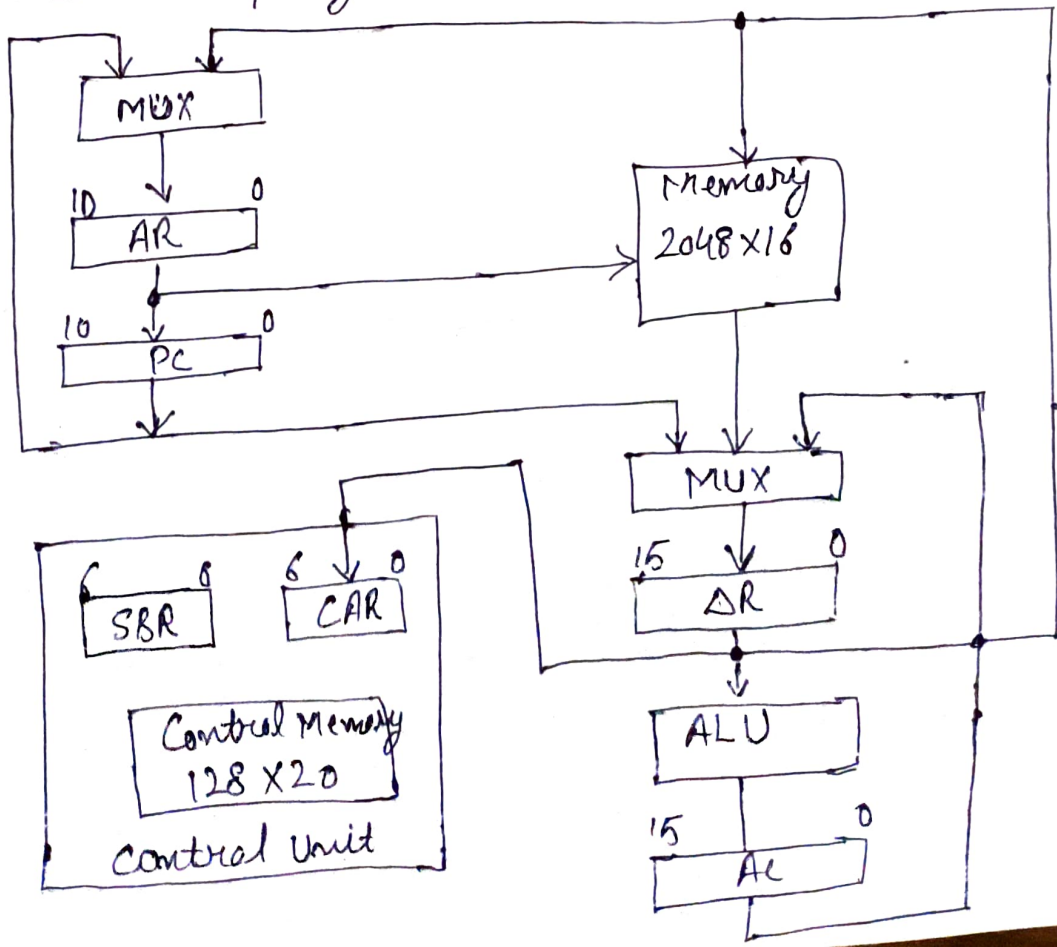 MUX
10 0
AR
10 0
PC
Memory
2048 X 16
MUX
15 0
DR
6 0
SBR
6 0
CAR
Control Memory
128 X 20
Control Unit
ALU
15 0
AC